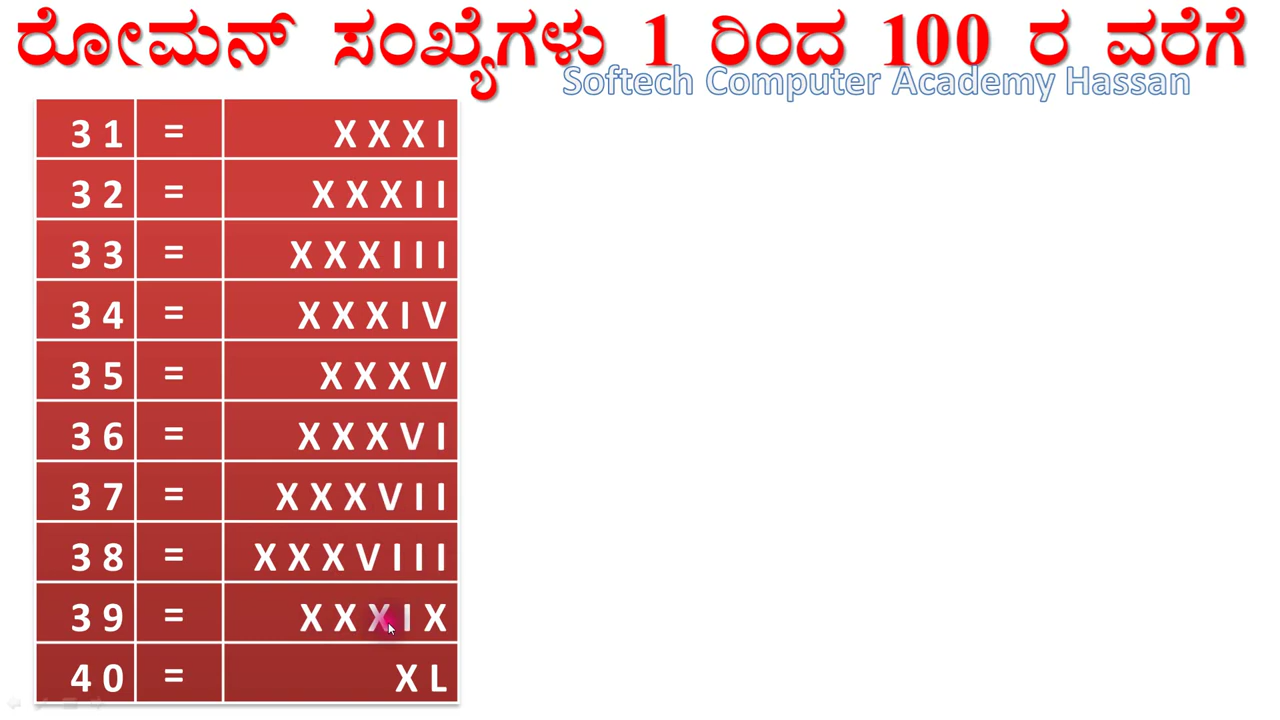 ರೋಮನ್ ಸಂಖ್ಯೆಗಳು 1 ರಿಂದ 100 ರ ವರೆಗೆ
Softech Computer Academy Hassan
31 = XXXI
32 = XXXII
33 = XXXIII
34 = XXXIV
35 = XXXV
36 = XXXVI
37 = XXXVII
38 = XXXVIII
39 = XXXIX
40 = XL